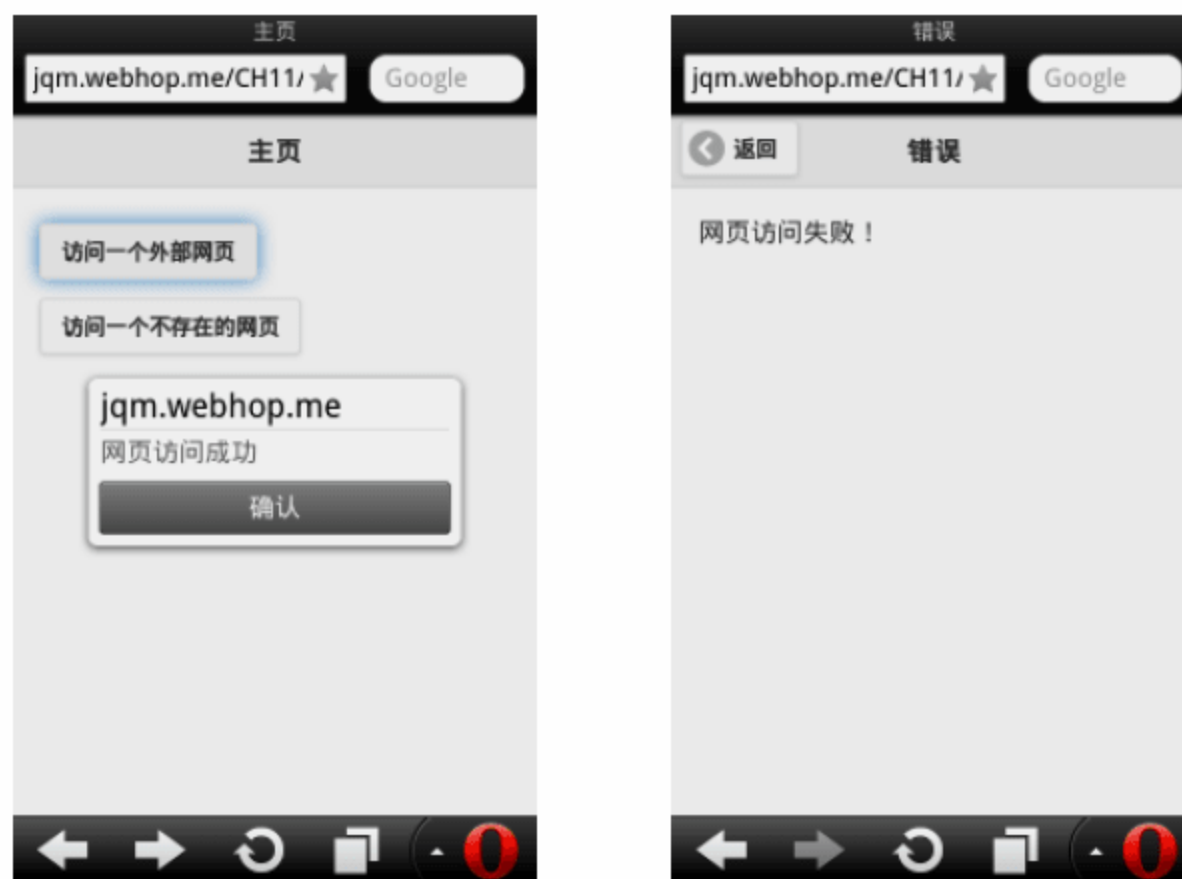 主页
jqm.webhop.me/CH11/
Google
主页
访问一个外部网页
访问一个不存在的网页
jqm.webhop.me
网页访问成功
确认
错误
jqm.webhop.me/CH11/
Google
返回
错误
网页访问失败！